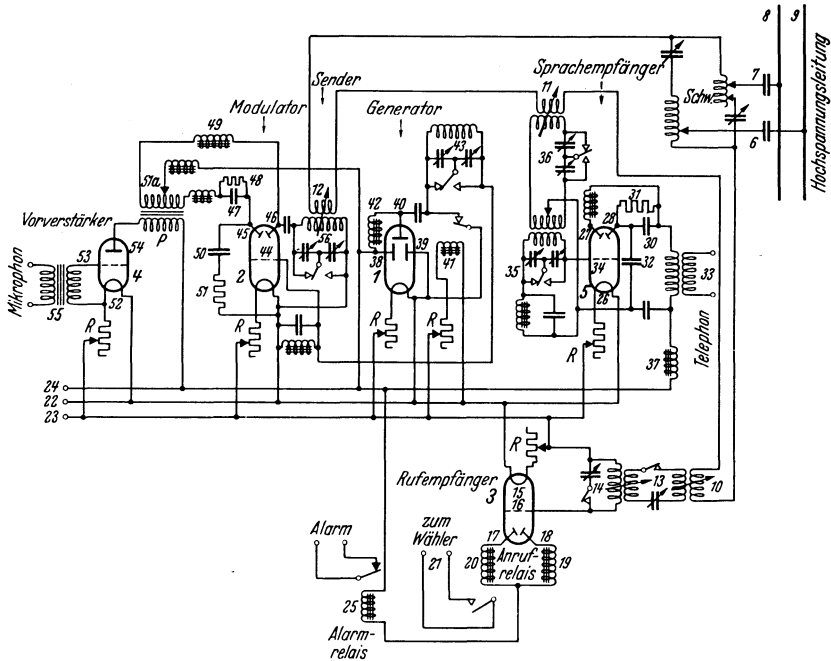 8 9
Hochspannungsleitung
7
Schw.
6
Sprachempfänger
11
36
Sender
Modulator
Generator
49
43
51a
48
47
12
42 40
31
28
27
30
46
45
56
Vorverstärker
P
53 54
4
50
44
2
38 39
1
41
35
34
32
33
5
26
Mikrophon
55
52
51
R
R
R
R
R
37
Telephon
24
22
23
R
Rufempfänger
3
15
16
14
13
10
17 18
Alarm
zum
Wähler
21
20
Anruf-
relais
19
25
Alarm-
relais